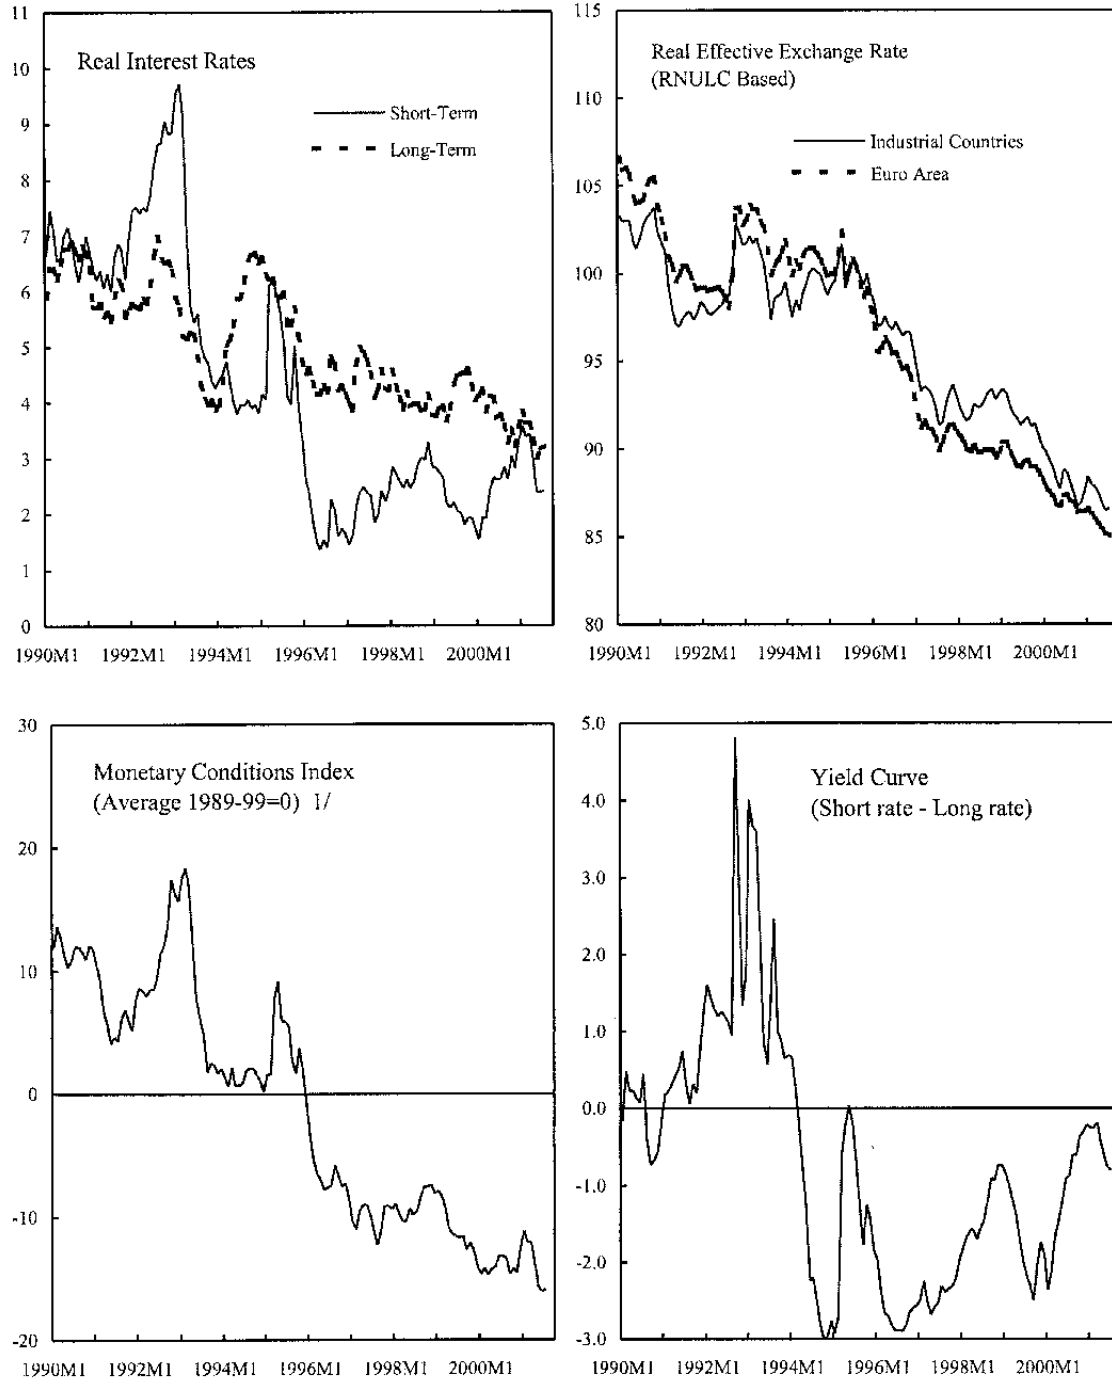 11
10
9
8
7
6
5
4
3
2
1
0
Real Interest Rates
Short-Term
Long-Term
1990M1 1992M1 1994M1 1996M1 1998M1 2000M1
115
110
105
100
95
90
85
80
Real Effective Exchange Rate
(RNULC Based)
Industrial Countries
Euro Area
1990M1 1992M1 1994M1 1996M1 1998M1 2000M1
30
20
10
0
-10
-20
Monetary Conditions Index
(Average 1989-99=0) 1/
1990M1 1992M1 1994M1 1996M1 1998M1 2000M1
5.0
4.0
3.0
2.0
1.0
0.0
-1.0
-2.0
-3.0
Yield Curve
(Short rate - Long rate)
1990M1 1992M1 1994M1 1996M1 1998M1 2000M1